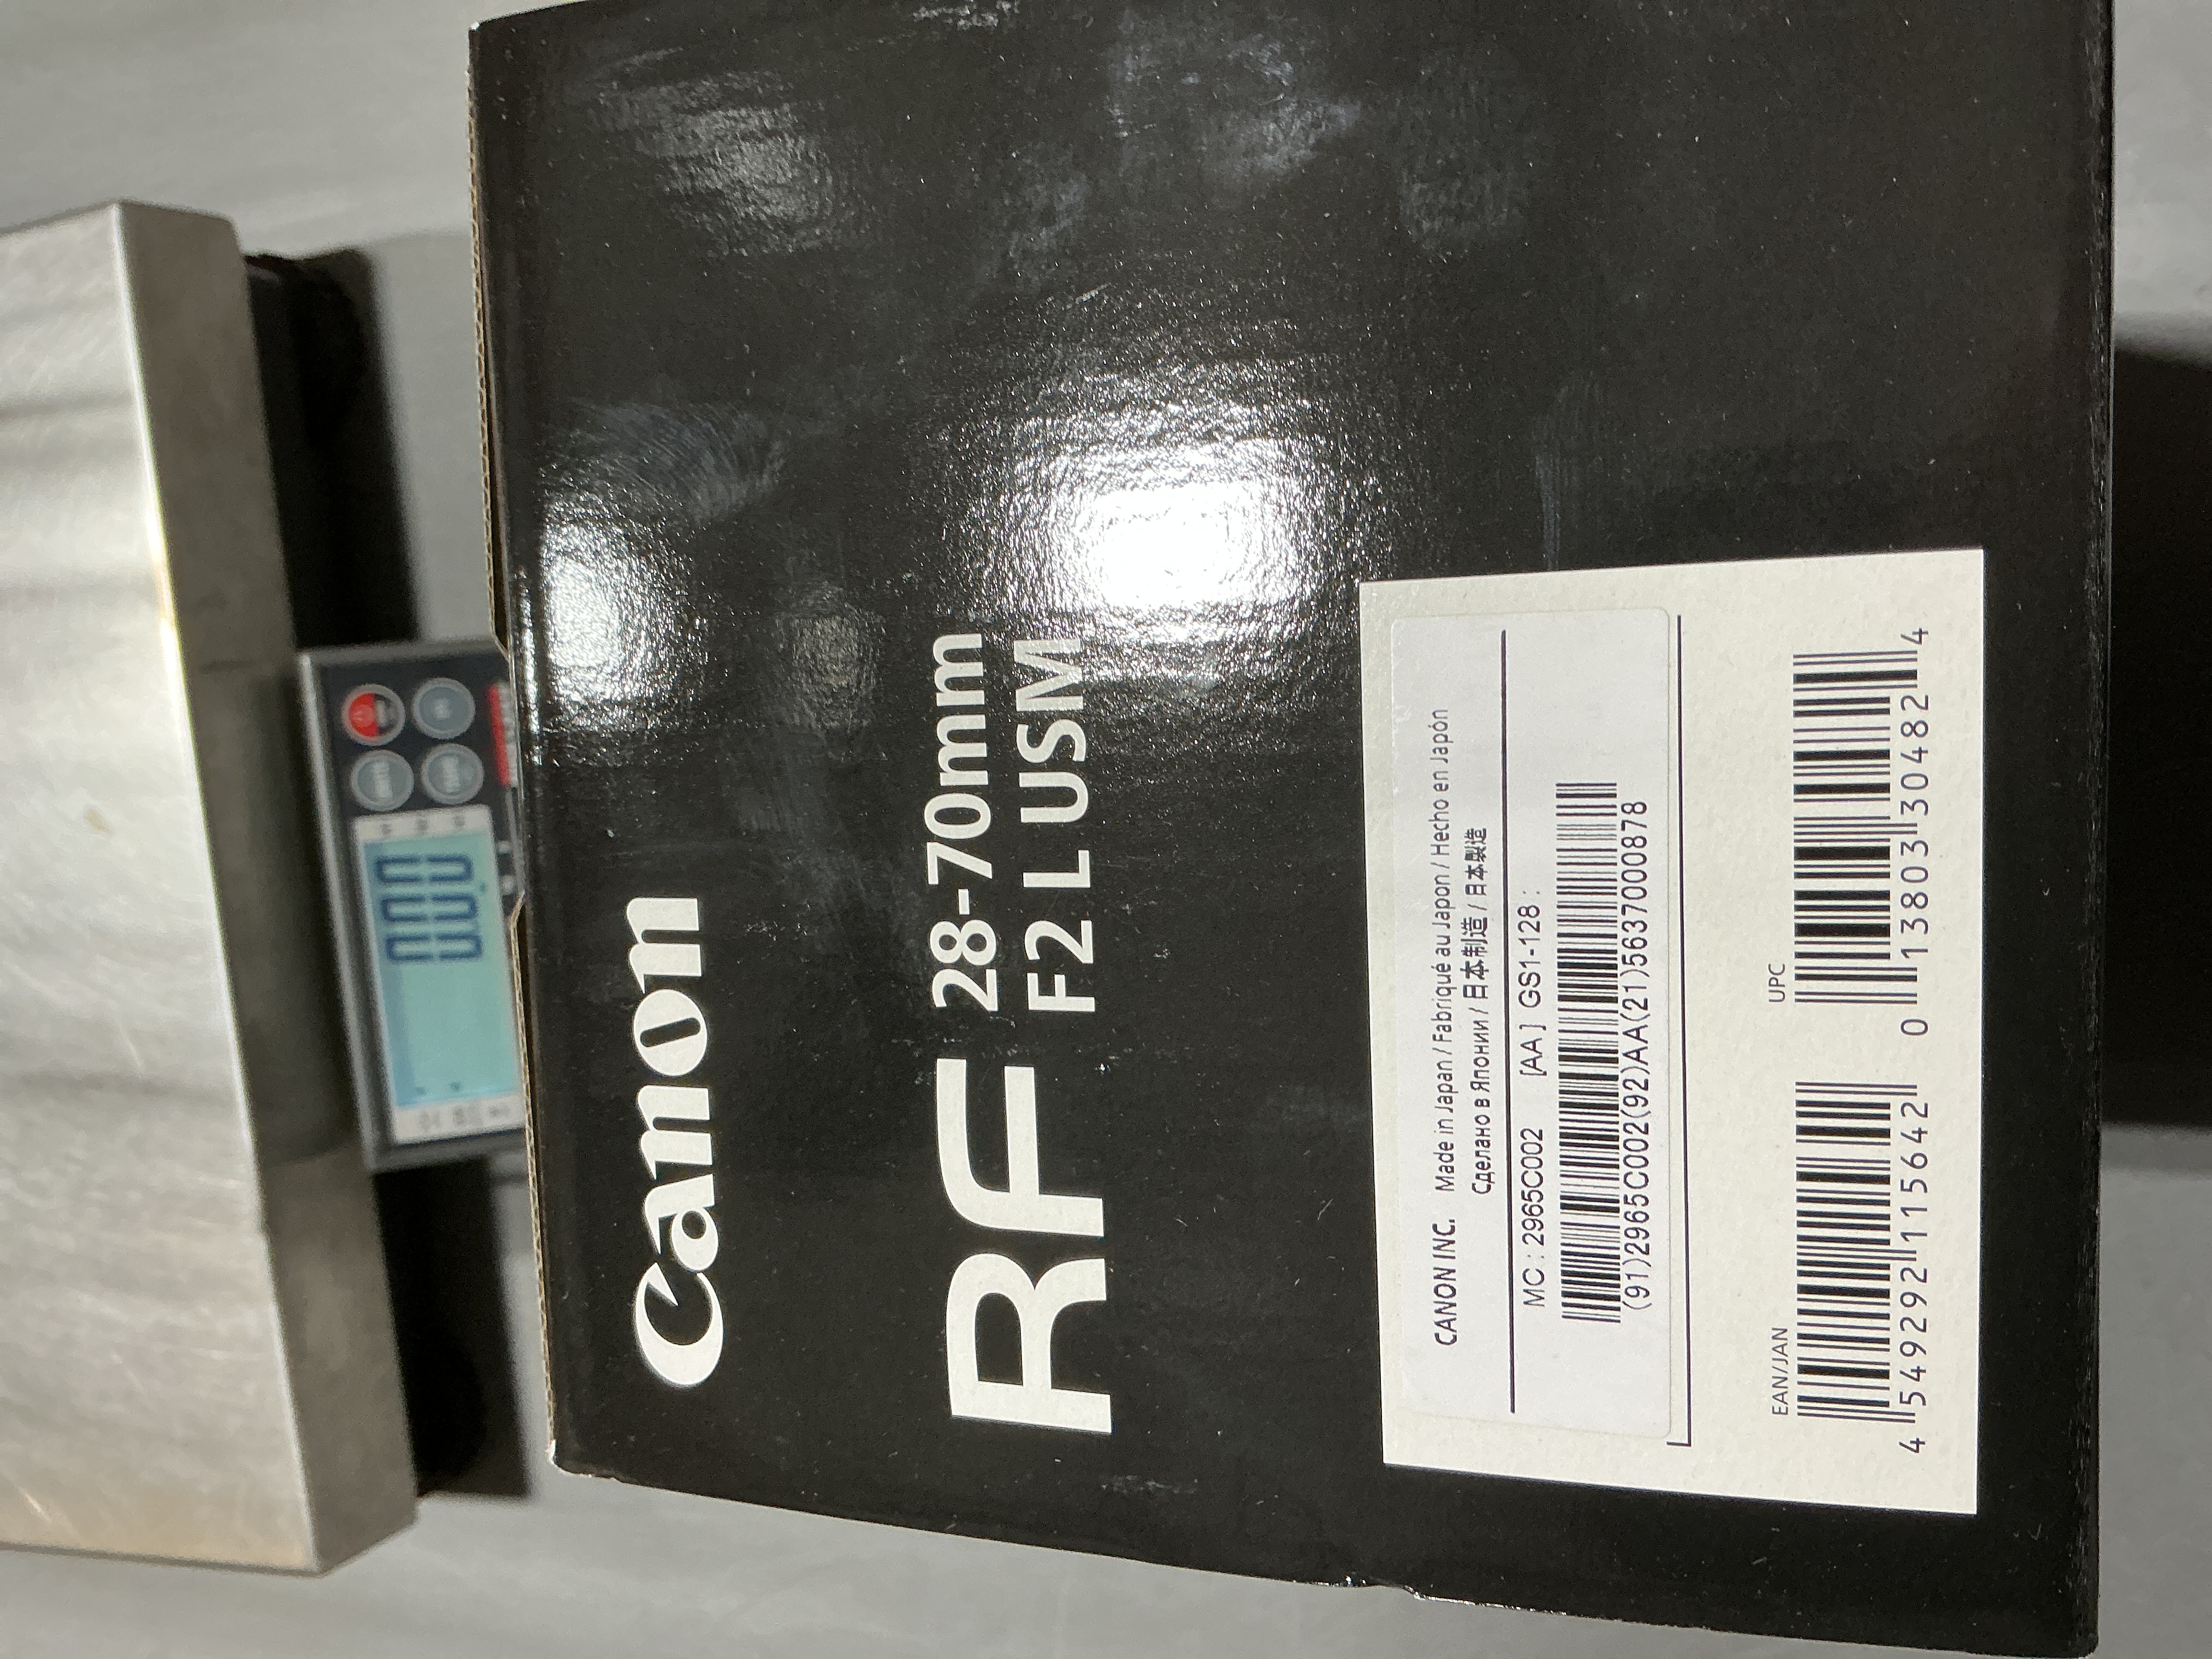 Canon
RF 28-70mm
F2 L USM
CANON INC. Made in Japan / Fabriqué au Japon / Hecho en Japón
Сделано в Японии / 日本制造 / 日本製造
MC : 2965C002 [AA ] GS1-128 :
(91)2965C002(92)AA(21)5637000878
EAN/JAN
4 549292 115642
UPC
0 13803 30482 4
0.00